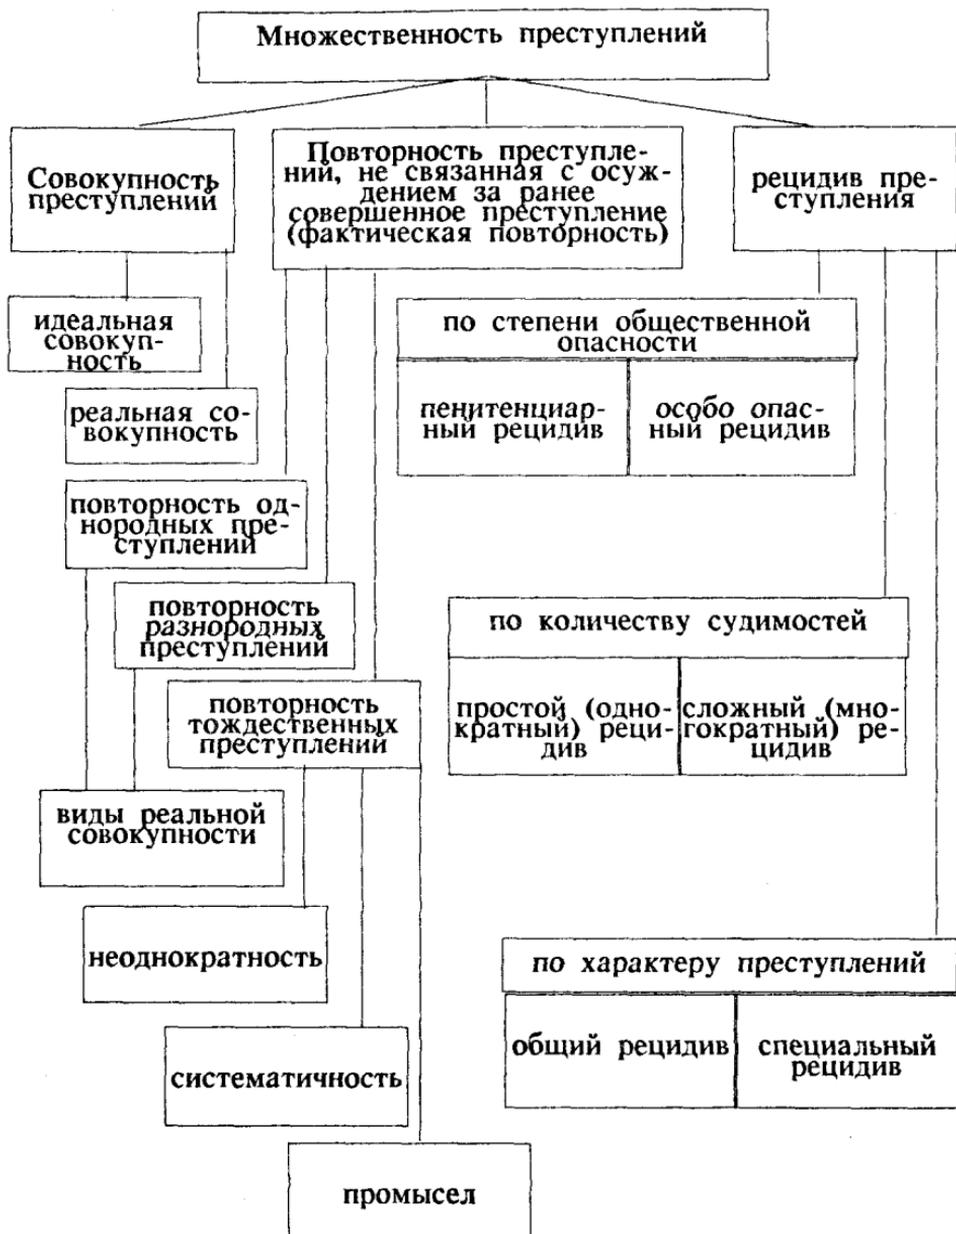 Множественность преступлений
Совокупность
преступлений
Повторность преступле-
ний, не связанная с осуж-
дением за ранее
совершенное преступление
(фактическая повторность)
рецидив пре-
ступления
идеальная
совокуп-
ность
реальная со-
вокупность
повторность од-
нородных пре-
ступлений
повторность
разнородных
преступлений
повторность
тождественных
преступлений
виды реальной
совокупности
неоднократность
систематичность
промысел
по степени общественной
опасности
пенитенциар-
ный рецидив
особо опас-
ный рецидив
по количеству судимостей
простой (одно-
кратный) реци-
див
сложный (мно-
гократный) ре-
цидив
по характеру преступлений
общий рецидив
специальный
рецидив